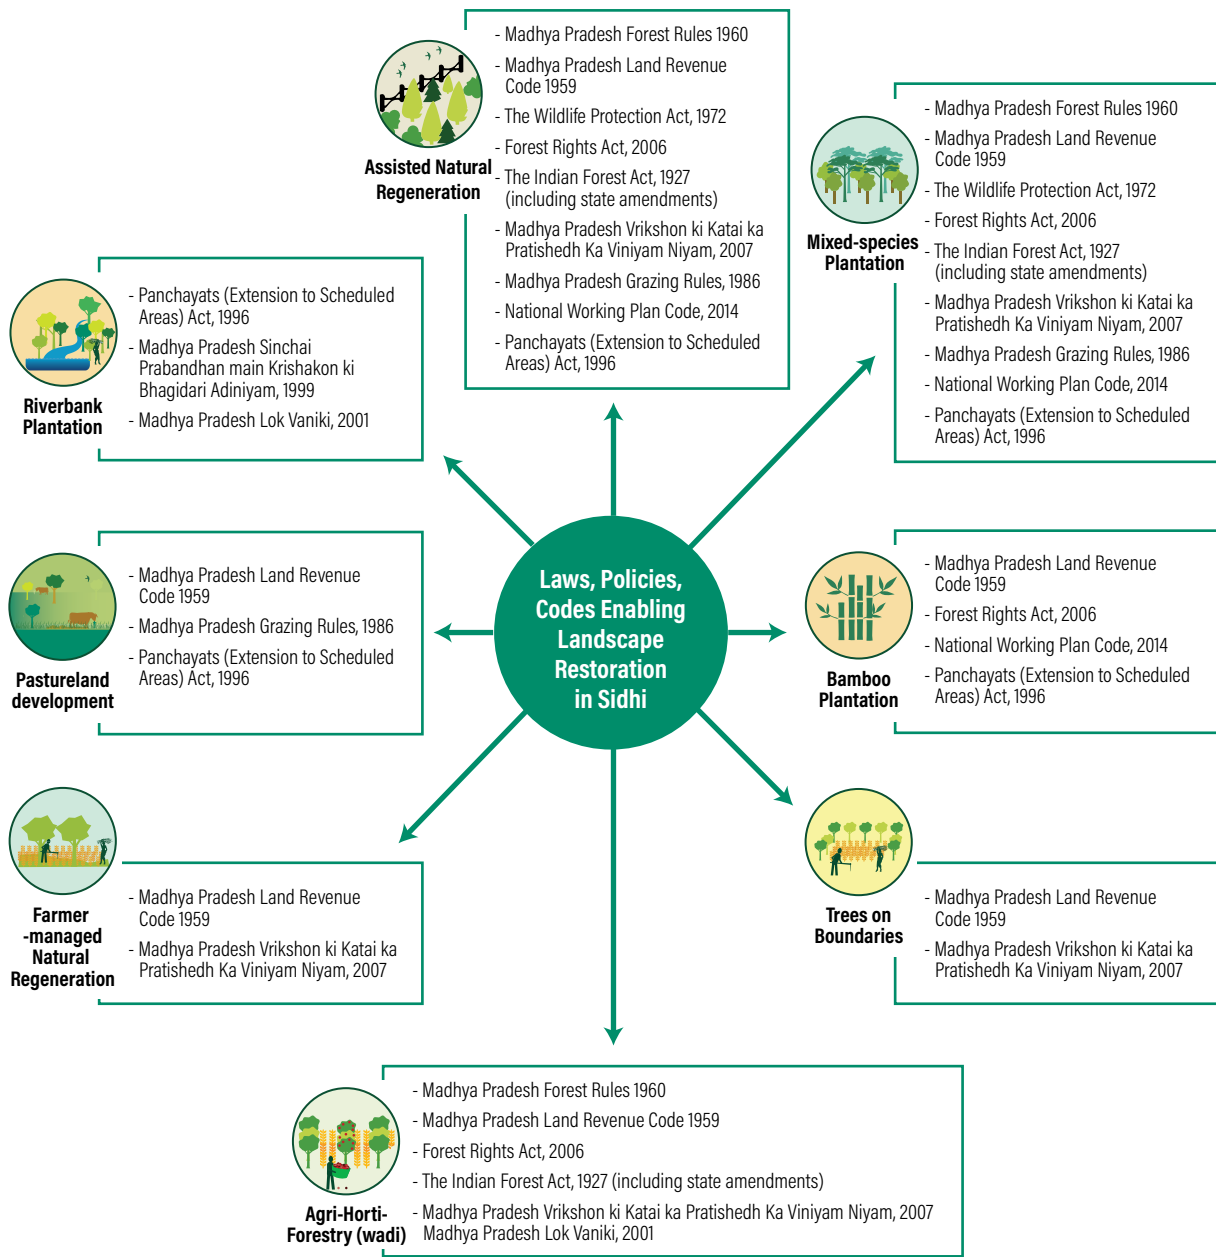 - Madhya Pradesh Forest Rules 1960
- Madhya Pradesh Land Revenue
Code 1959
- The Wildlife Protection Act, 1972
- Forest Rights Act, 2006
- The Indian Forest Act, 1927
(including state amendments)
- Madhya Pradesh Vrikshon ki Katai ka
Pratishedh Ka Viniyam Niyam, 2007
- Madhya Pradesh Grazing Rules, 1986
- National Working Plan Code, 2014
- Panchayats (Extension to Scheduled
Areas) Act, 1996
Assisted Natural
Regeneration
- Madhya Pradesh Forest Rules 1960
- Madhya Pradesh Land Revenue
Code 1959
- The Wildlife Protection Act, 1972
- Forest Rights Act, 2006
- The Indian Forest Act, 1927
(including state amendments)
- Madhya Pradesh Vrikshon ki Katai ka
Pratishedh Ka Viniyam Niyam, 2007
- Madhya Pradesh Grazing Rules, 1986
- National Working Plan Code, 2014
- Panchayats (Extension to Scheduled
Areas) Act, 1996
Mixed-species
Plantation
- Panchayats (Extension to Scheduled
Areas) Act, 1996
- Madhya Pradesh Sinchai
Prabandhan main Krishakon ki
Bhagidari Adiniyam, 1999
- Madhya Pradesh Lok Vaniki, 2001
Riverbank
Plantation
Laws, Policies,
Codes Enabling
Landscape
Restoration
in Sidhi
- Madhya Pradesh Land Revenue
Code 1959
- Madhya Pradesh Grazing Rules, 1986
- Panchayats (Extension to Scheduled
Areas) Act, 1996
Pastureland
development
- Madhya Pradesh Land Revenue
Code 1959
- Forest Rights Act, 2006
- National Working Plan Code, 2014
- Panchayats (Extension to Scheduled
Areas) Act, 1996
Bamboo
Plantation
Farmer
-managed
Natural
Regeneration
- Madhya Pradesh Land Revenue
Code 1959
- Madhya Pradesh Vrikshon ki Katai ka
Pratishedh Ka Viniyam Niyam, 2007
Trees on
Boundaries
- Madhya Pradesh Land Revenue
Code 1959
- Madhya Pradesh Vrikshon ki Katai ka
Pratishedh Ka Viniyam Niyam, 2007
- Madhya Pradesh Forest Rules 1960
- Madhya Pradesh Land Revenue Code 1959
- Forest Rights Act, 2006
- The Indian Forest Act, 1927 (including state amendments)
- Madhya Pradesh Vrikshon ki Katai ka Pratishedh Ka Viniyam Niyam, 2007
Madhya Pradesh Lok Vaniki, 2001
Agri-Horti-
Forestry (wadi)